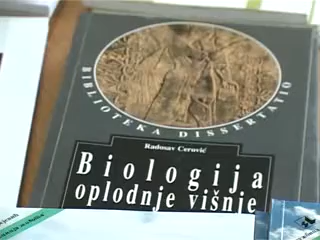 BIBLIOTEKA DISSERTATIO
Radosav Cerović
Biologija
oplodnje višnje